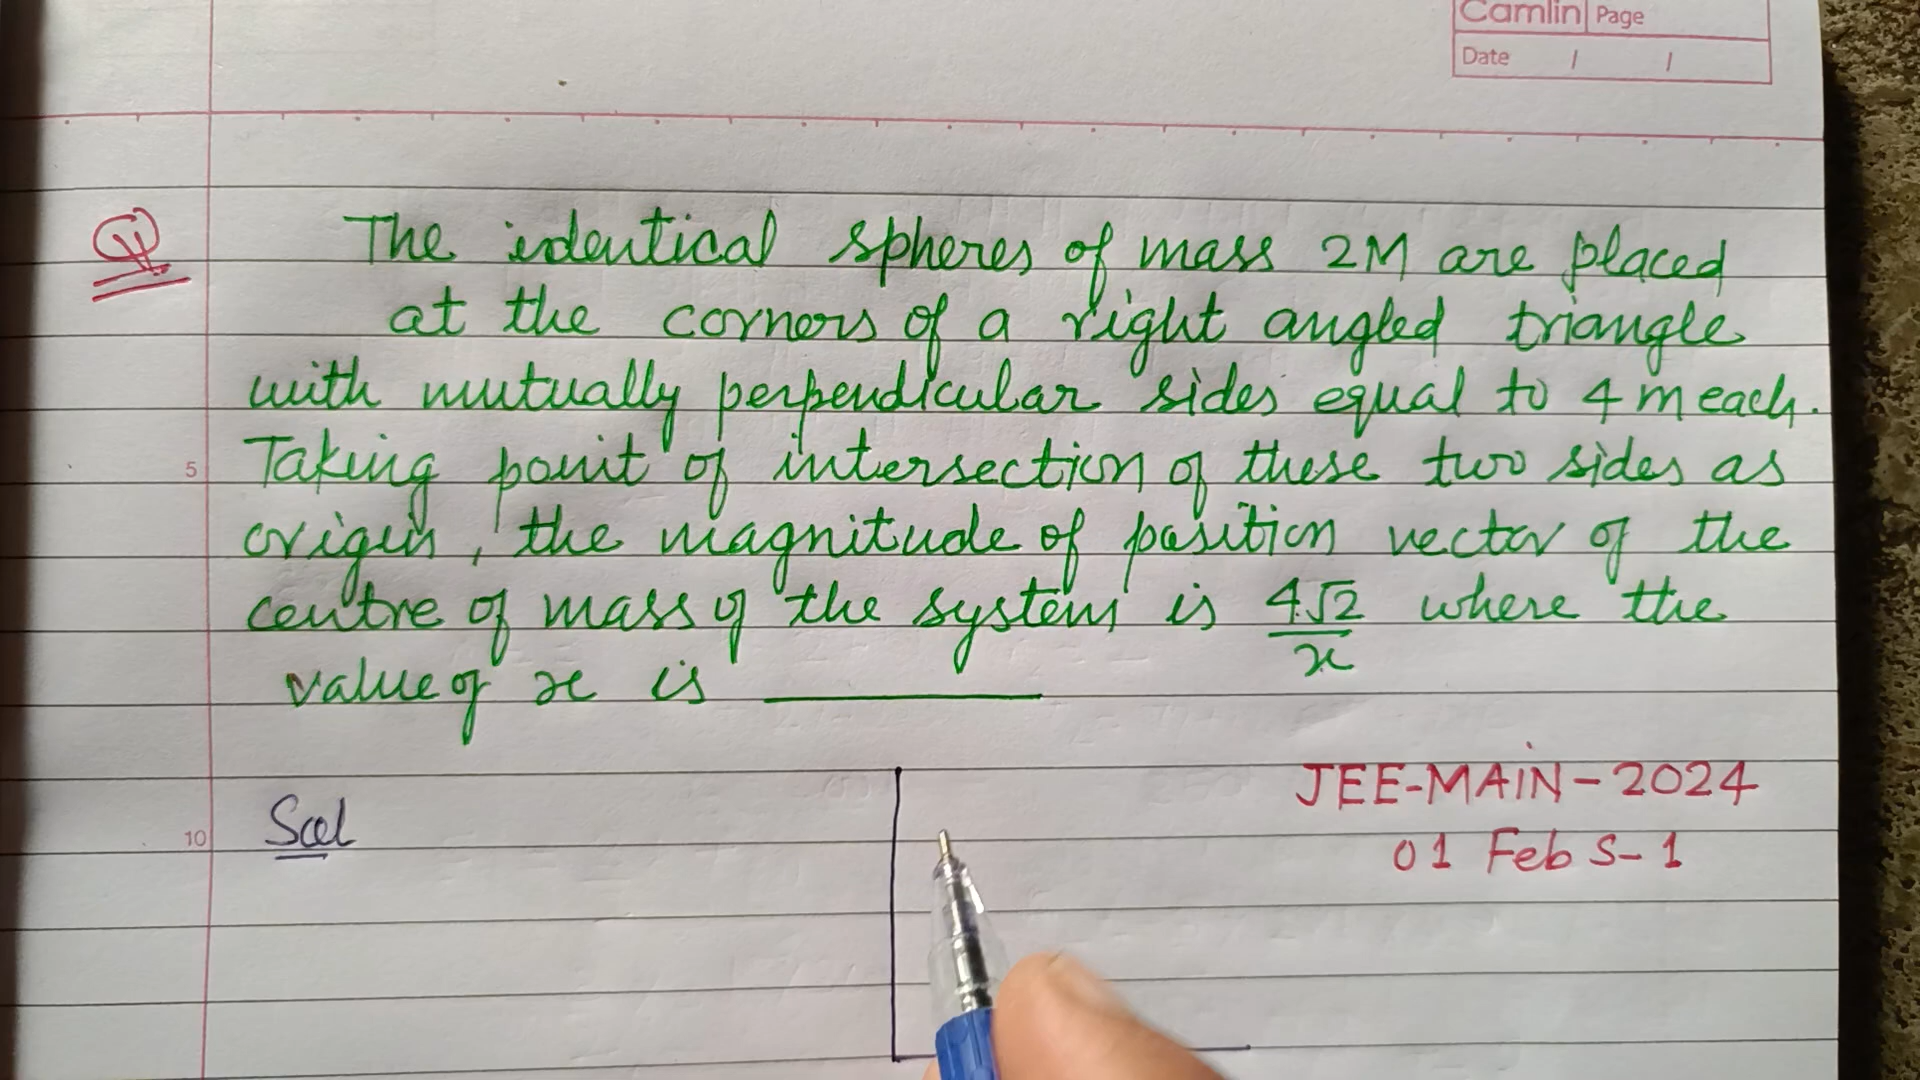 Camlin Page
Date / /
Q The identical spheres of mass 2M are placed
at the corners of a right angled triangle
with mutually perpendicular sides equal to 4 m each.
5 Taking point of intersection of these two sides as
origin, the magnitude of position vector of the
centre of mass of the system is 4√2/x where the
value of x is ________
JEE-MAIN-2024
10 Sol
01 Feb S-1